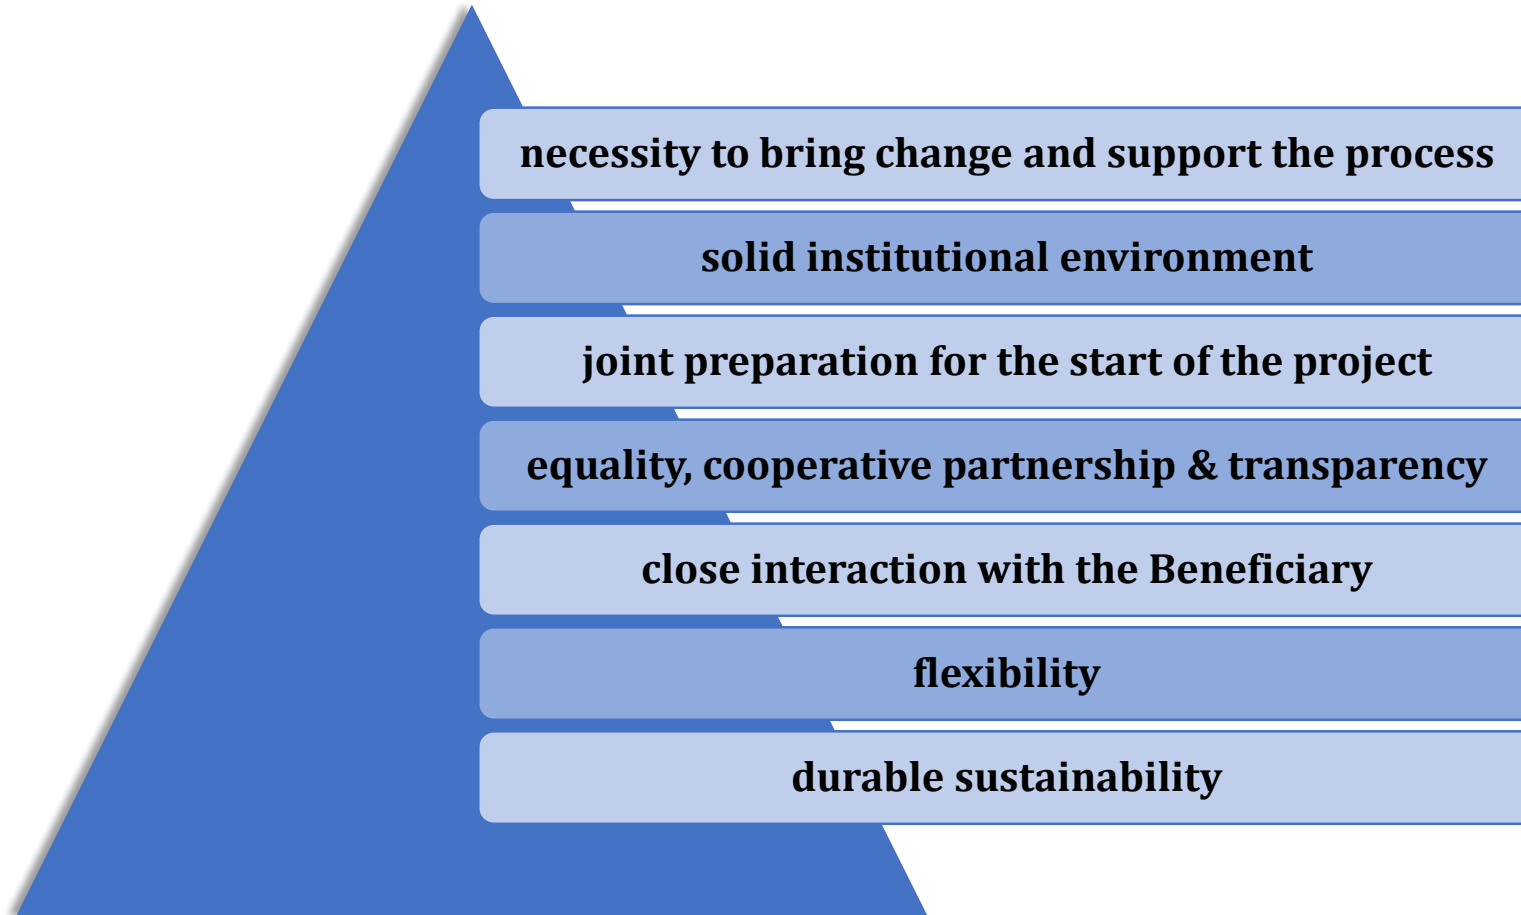 necessity to bring change and support the process
solid institutional environment
joint preparation for the start of the project
equality, cooperative partnership & transparency
close interaction with the Beneficiary
flexibility
durable sustainability